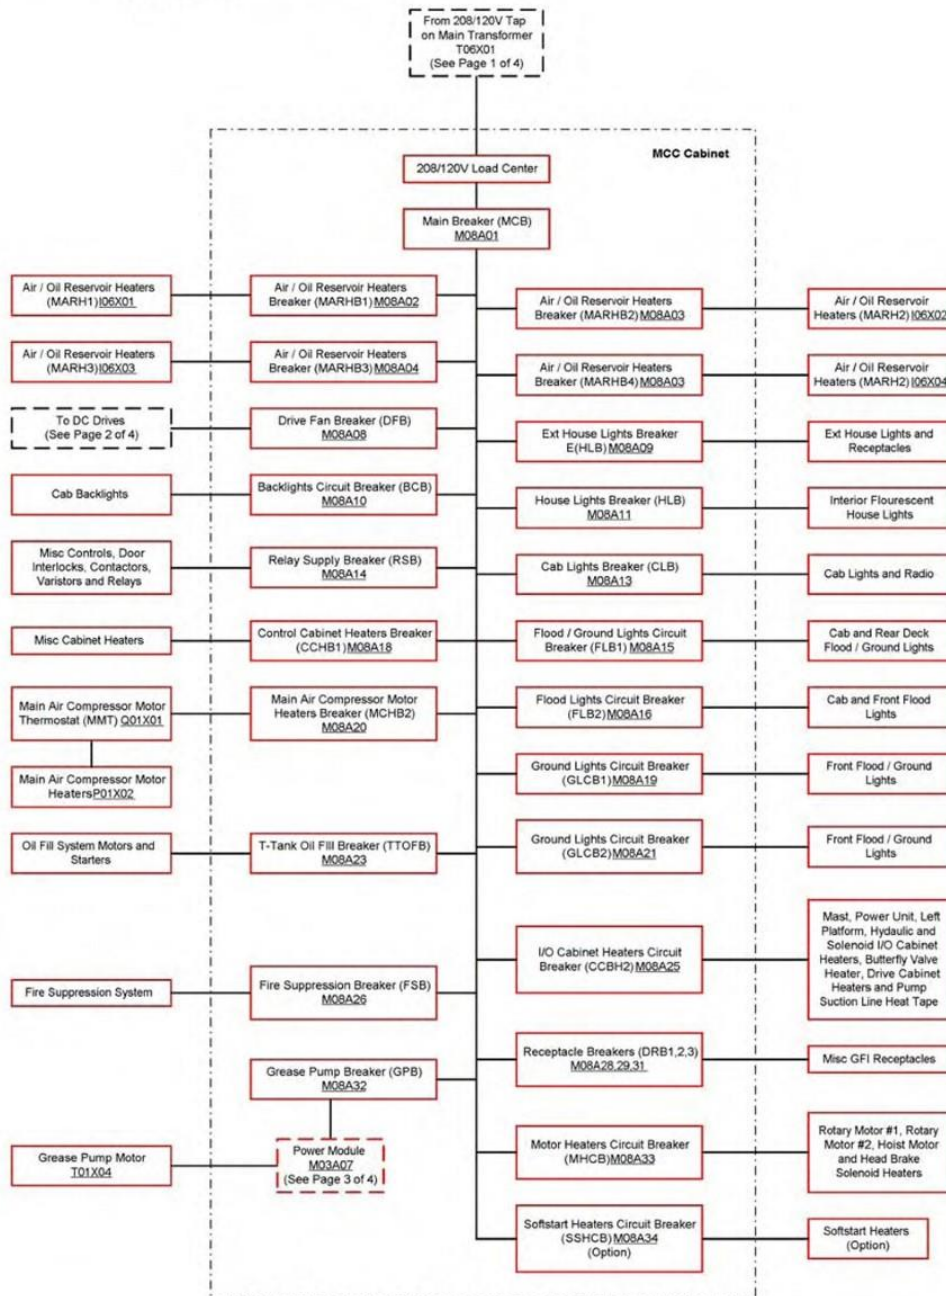 From 208/120V Tap
on Main Transformer
T06X01
(See Page 1 of 4)
MCC Cabinet
208/120V Load Center
Main Breaker (MCB)
M08A01
Air / Oil Reservoir Heaters
(MARH1)I06X01
Air / Oil Reservoir Heaters
Breaker (MARHB1)M08A02
Air / Oil Reservoir Heaters
Breaker (MARHB2)M08A03
Air / Oil Reservoir
Heaters (MARH2)I06X02
Air / Oil Reservoir Heaters
(MARH3)I06X03
Air / Oil Reservoir Heaters
Breaker (MARHB3)M08A04
Air / Oil Reservoir Heaters
Breaker (MARHB4)M08A03
Air / Oil Reservoir
Heaters (MARH2)I06X04
To DC Drives
(See Page 2 of 4)
Drive Fan Breaker (DFB)
M08A08
Ext House Lights Breaker
E(HLB) M08A09
Ext House Lights and
Receptacles
Cab Backlights
Backlights Circuit Breaker (BCB)
M08A10
House Lights Breaker (HLB)
M08A11
Interior Flourescent
House Lights
Misc Controls, Door
Interlocks, Contactors,
Varistors and Relays
Relay Supply Breaker (RSB)
M08A14
Cab Lights Breaker (CLB)
M08A13
Cab Lights and Radio
Misc Cabinet Heaters
Control Cabinet Heaters Breaker
(CCHB1)M08A18
Flood / Ground Lights Circuit
Breaker (FLB1)M08A15
Cab and Rear Deck
Flood / Ground Lights
Main Air Compressor Motor
Thermostat (MMT) Q01X01
Main Air Compressor Motor
Heaters Breaker (MCHB2)
M08A20
Flood Lights Circuit Breaker
(FLB2)M08A16
Cab and Front Flood
Lights
Main Air Compressor Motor
HeatersP01X02
Ground Lights Circuit Breaker
(GLCB1)M08A19
Front Flood / Ground
Lights
Oil Fill System Motors and
Starters
T-Tank Oil FIll Breaker (TTOFB)
M08A23
Ground Lights Circuit Breaker
(GLCB2)M08A21
Front Flood / Ground
Lights
I/O Cabinet Heaters Circuit
Breaker (CCBH2)M08A25
Mast, Power Unit, Left
Platform, Hydaulic and
Solenoid I/O Cabinet
Heaters, Butterfly Valve
Heater, Drive Cabinet
Heaters and Pump
Suction Line Heat Tape
Fire Suppression System
Fire Suppression Breaker (FSB)
M08A26
Receptacle Breakers (DRB1,2,3)
M08A28,29,31
Misc GFI Receptacles
Grease Pump Breaker (GPB)
M08A32
Motor Heaters Circuit Breaker
(MHCB)M08A33
Rotary Motor #1, Rotary
Motor #2, Hoist Motor
and Head Brake
Solenoid Heaters
Grease Pump Motor
T01X04
Power Module
M03A07
(See Page 3 of 4)
Softstart Heaters Circuit Breaker
(SSHCB)M08A34
(Option)
Softstart Heaters
(Option)